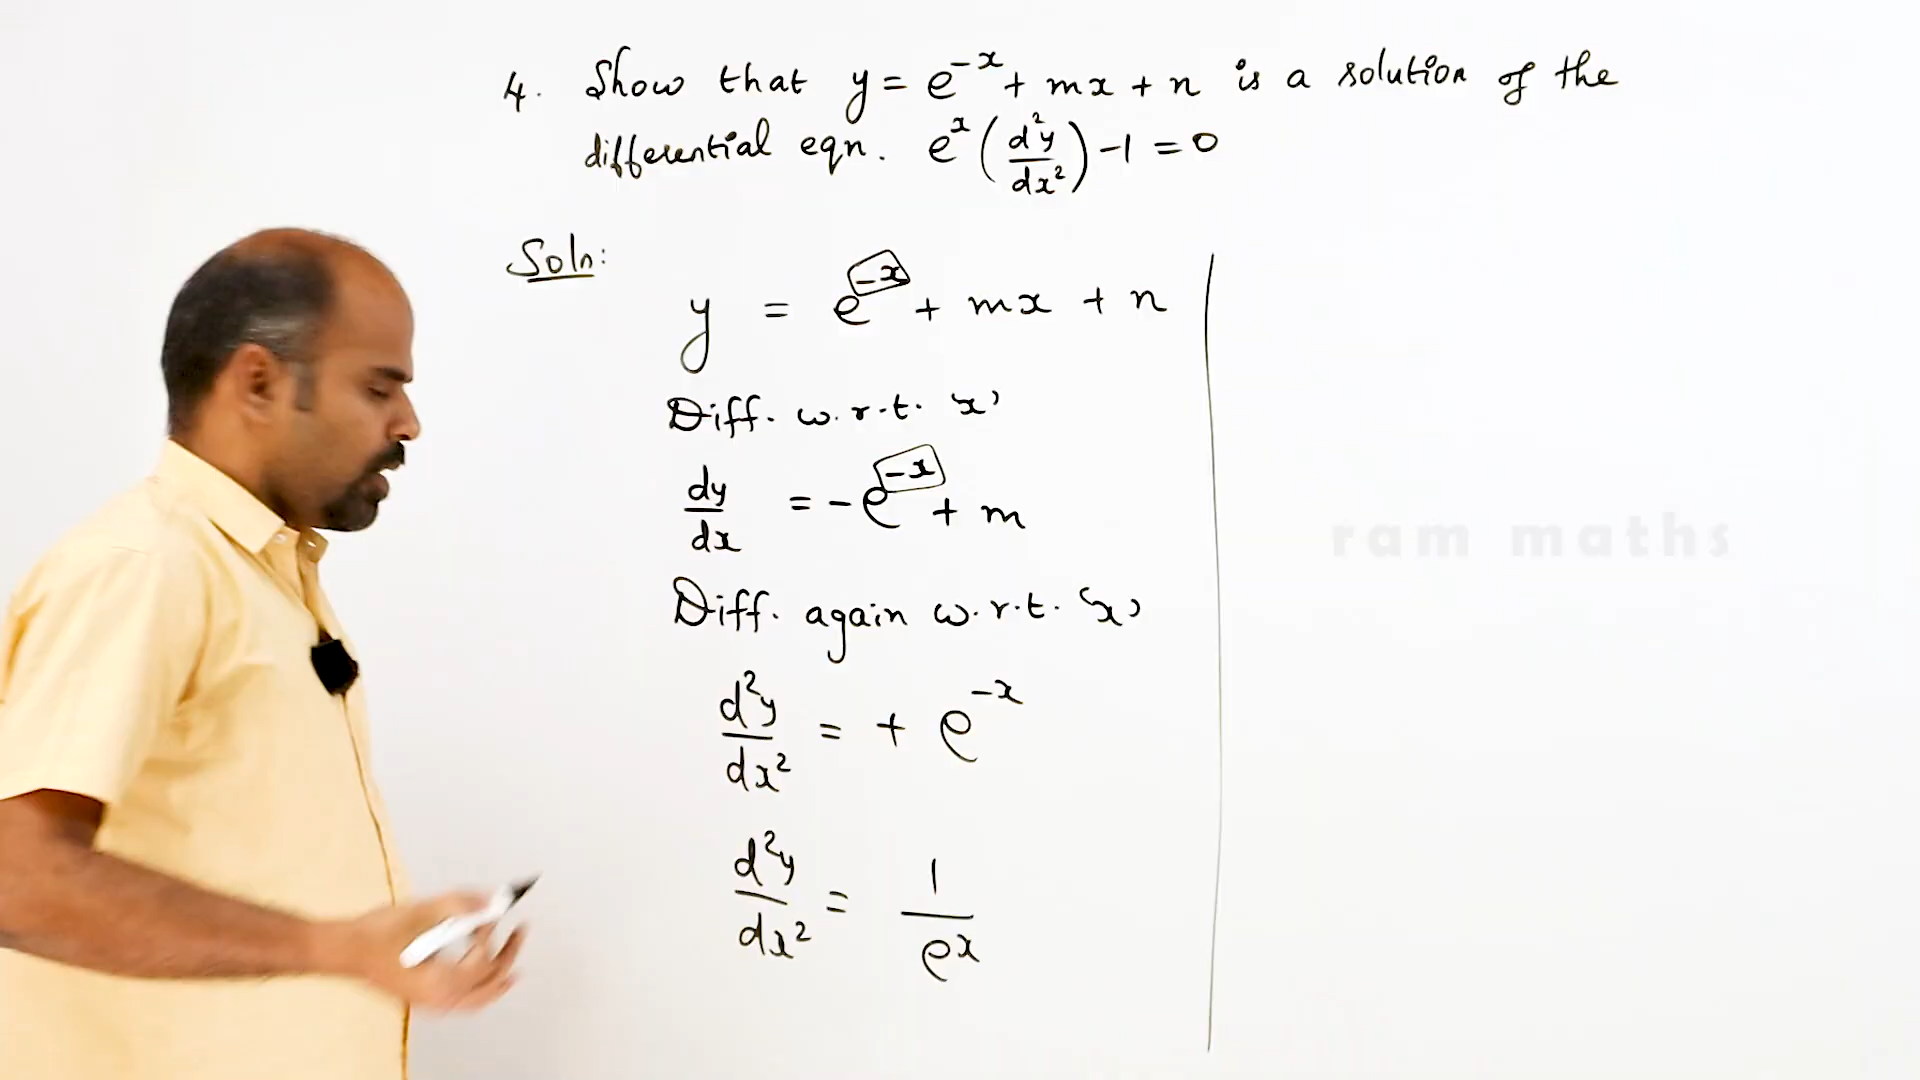 4. Show that y = e^-x + mx + n is a solution of the
differential eqn. e^x (d²y/dx²) - 1 = 0
Soln:
y = e^-x + mx + n
Diff. w.r.t. 'x'
dy/dx = -e^-x + m
Diff. again w.r.t. 'x'
d²y/dx² = + e^-x
d²y/dx² = 1/e^x
ram maths